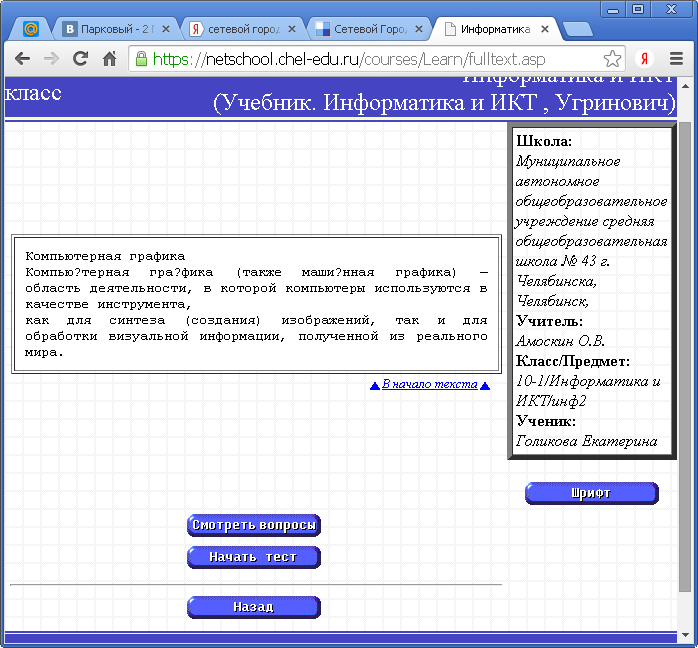 Парковый - 2
сетевой город
Сетевой Город
Информатика
https://netschool.chel-edu.ru/courses/Learn/fulltext.asp
класс
Информатика и ИКТ
(Учебник. Информатика и ИКТ , Угринович)
Компьютерная графика
Компью?терная гра?фика (также маши?нная графика) —
область деятельности, в которой компьютеры используются в
качестве инструмента,
как для синтеза (создания) изображений, так и для
обработки визуальной информации, полученной из реального
мира.
В начало текста
Школа:
Муниципальное
автономное
общеобразовательное
учреждение средняя
общеобразовательная
школа № 43 г.
Челябинска,
Челябинск,
Учитель:
Амоскин О.В.
Класс/Предмет:
10-1/Информатика и
ИКТ/инф2
Ученик:
Голикова Екатерина
Шрифт
Смотреть вопросы
Начать тест
Назад